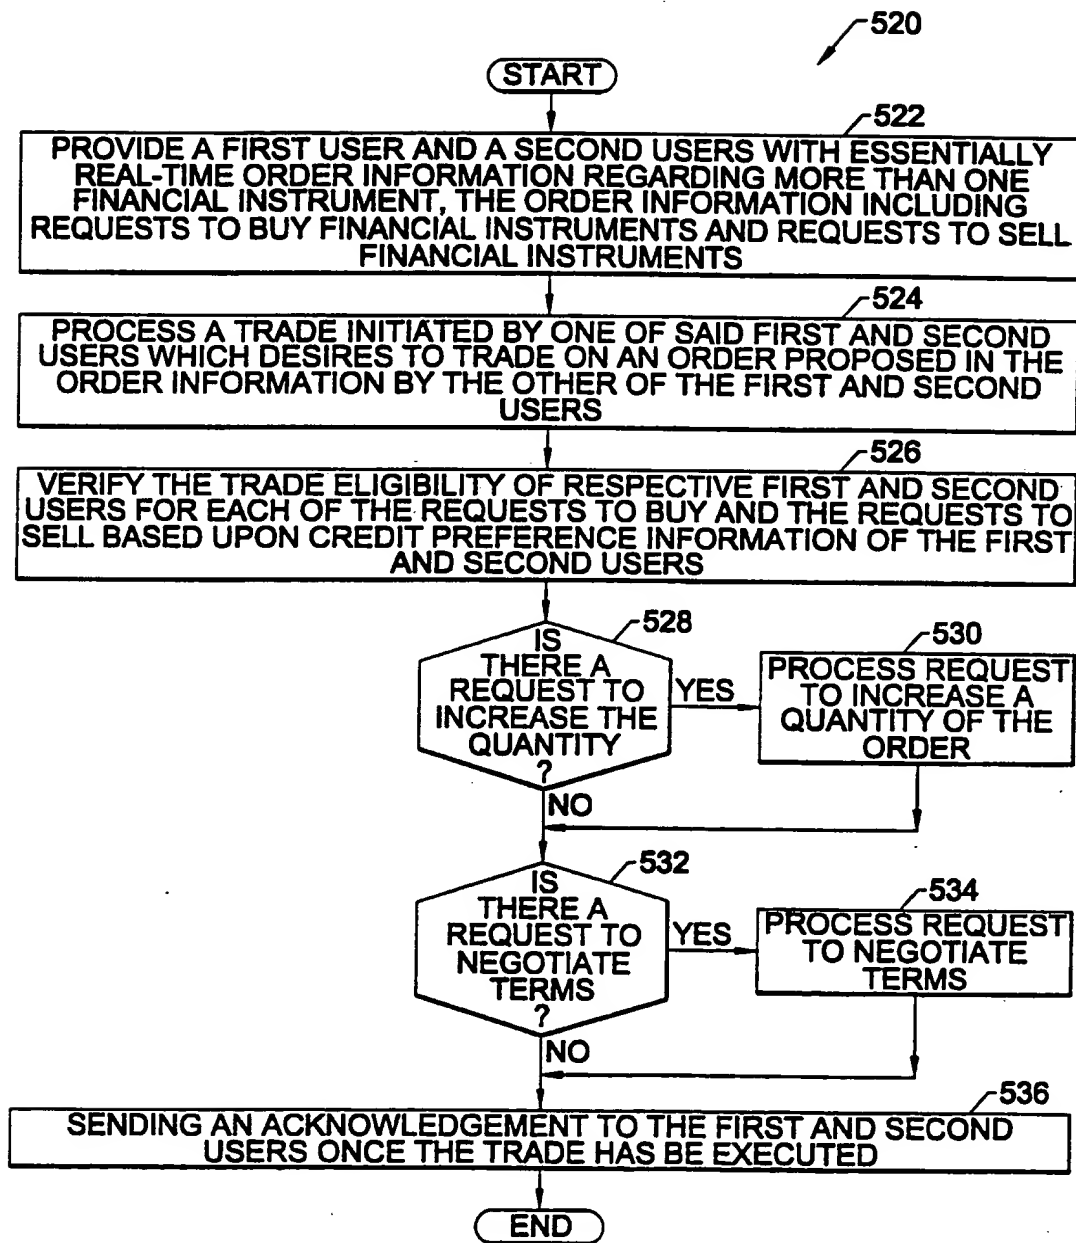 520
START
522
PROVIDE A FIRST USER AND A SECOND USERS WITH ESSENTIALLY
REAL-TIME ORDER INFORMATION REGARDING MORE THAN ONE
FINANCIAL INSTRUMENT, THE ORDER INFORMATION INCLUDING
REQUESTS TO BUY FINANCIAL INSTRUMENTS AND REQUESTS TO SELL
FINANCIAL INSTRUMENTS
524
PROCESS A TRADE INITIATED BY ONE OF SAID FIRST AND SECOND
USERS WHICH DESIRES TO TRADE ON AN ORDER PROPOSED IN THE
ORDER INFORMATION BY THE OTHER OF THE FIRST AND SECOND
USERS
526
VERIFY THE TRADE ELIGIBILITY OF RESPECTIVE FIRST AND SECOND
USERS FOR EACH OF THE REQUESTS TO BUY AND THE REQUESTS TO
SELL BASED UPON CREDIT PREFERENCE INFORMATION OF THE FIRST
AND SECOND USERS
528
IS
THERE A
REQUEST TO
INCREASE THE
QUANTITY
?
YES
530
PROCESS REQUEST
TO INCREASE A
QUANTITY OF THE
ORDER
NO
532
IS
THERE A
REQUEST TO
NEGOTIATE
TERMS
?
YES
534
PROCESS REQUEST
TO NEGOTIATE
TERMS
NO
536
SENDING AN ACKNOWLEDGEMENT TO THE FIRST AND SECOND
USERS ONCE THE TRADE HAS BE EXECUTED
END